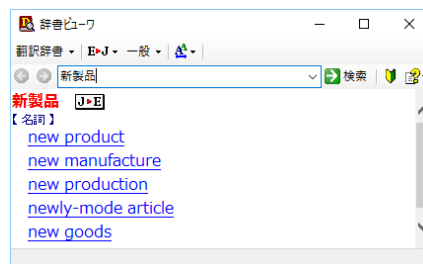 辞書ビューワ
翻訳辞書 E▸J 一般 A
新製品 検索
新製品 J▸E
【名詞】
new product
new manufacture
new production
newly-mode article
new goods